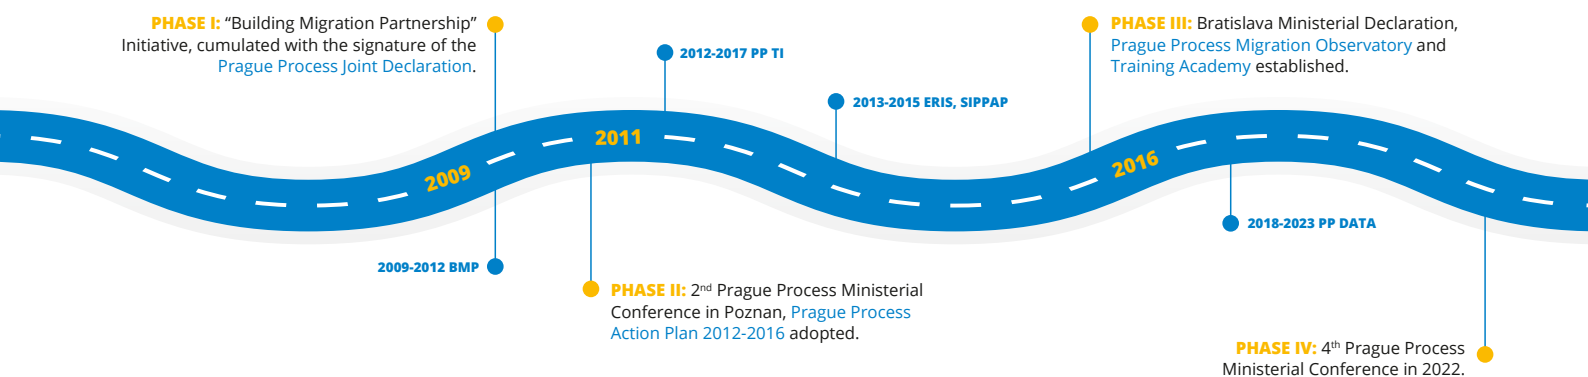 PHASE I: “Building Migration Partnership”
Initiative, cumulated with the signature of the
Prague Process Joint Declaration.
2009
2009-2012 BMP
2011
PHASE II: 2nd Prague Process Ministerial
Conference in Poznan, Prague Process
Action Plan 2012-2016 adopted.
2012-2017 PP TI
2013-2015 ERIS, SIPPAP
PHASE III: Bratislava Ministerial Declaration,
Prague Process Migration Observatory and
Training Academy established.
2016
2018-2023 PP DATA
PHASE IV: 4th Prague Process
Ministerial Conference in 2022.